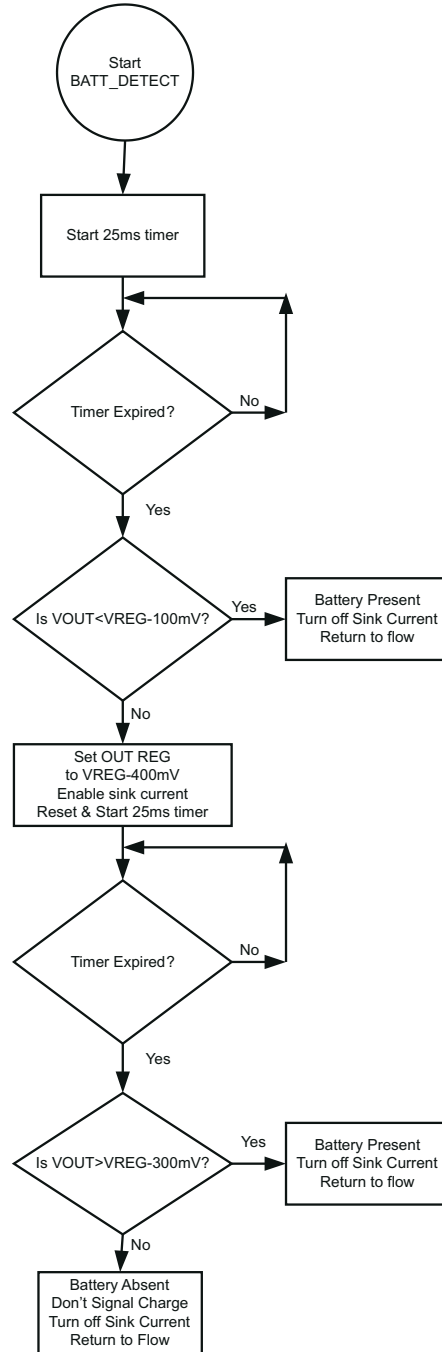 Start
BATT_DETECT
Start 25ms timer
Timer Expired?
No
Yes
Is VOUT<VREG-100mV?
Yes
Battery Present
Turn off Sink Current
Return to flow
No
Set OUT REG
to VREG-400mV
Enable sink current
Reset & Start 25ms timer
Timer Expired?
No
Yes
Is VOUT>VREG-300mV?
Yes
Battery Present
Turn off Sink Current
Return to flow
No
Battery Absent
Don't Signal Charge
Turn off Sink Current
Return to Flow